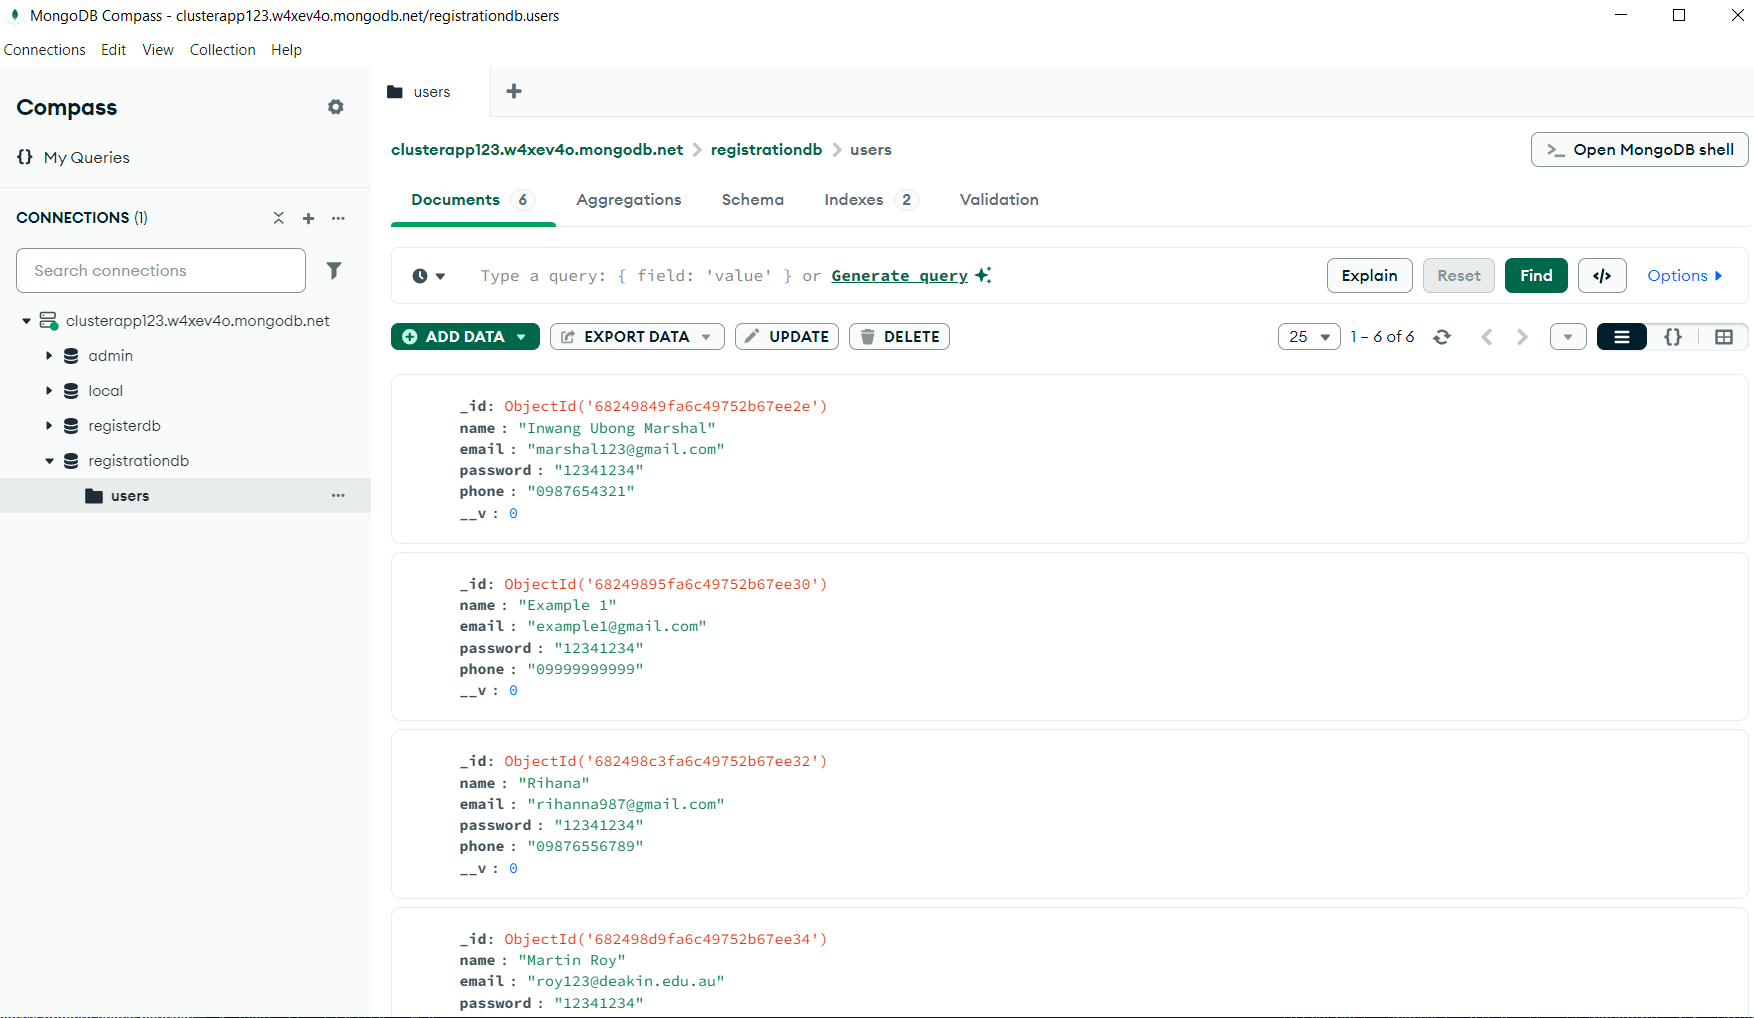 MongoDB Compass - clusterapp123.w4xev4o.mongodb.net/registrationdb.users
Connections Edit View Collection Help
Compass
{} My Queries
CONNECTIONS (1)
Search connections
clusterapp123.w4xev4o.mongodb.net
admin
local
registerdb
registrationdb
users
users
clusterapp123.w4xev4o.mongodb.net > registrationdb > users
>_ Open MongoDB shell
Documents 6 Aggregations Schema Indexes 2 Validation
Type a query: { field: 'value' } or Generate query
Explain Reset Find </> Options
ADD DATA EXPORT DATA UPDATE DELETE
25 1 – 6 of 6 {}
_id: ObjectId('68249849fa6c49752b67ee2e')
name : "Inwang Ubong Marshal"
email : "marshal123@gmail.com"
password : "12341234"
phone : "0987654321"
__v : 0
_id: ObjectId('68249895fa6c49752b67ee30')
name : "Example 1"
email : "example1@gmail.com"
password : "12341234"
phone : "09999999999"
__v : 0
_id: ObjectId('682498c3fa6c49752b67ee32')
name : "Rihana"
email : "rihanna987@gmail.com"
password : "12341234"
phone : "09876556789"
__v : 0
_id: ObjectId('682498d9fa6c49752b67ee34')
name : "Martin Roy"
email : "roy123@deakin.edu.au"
password : "12341234"